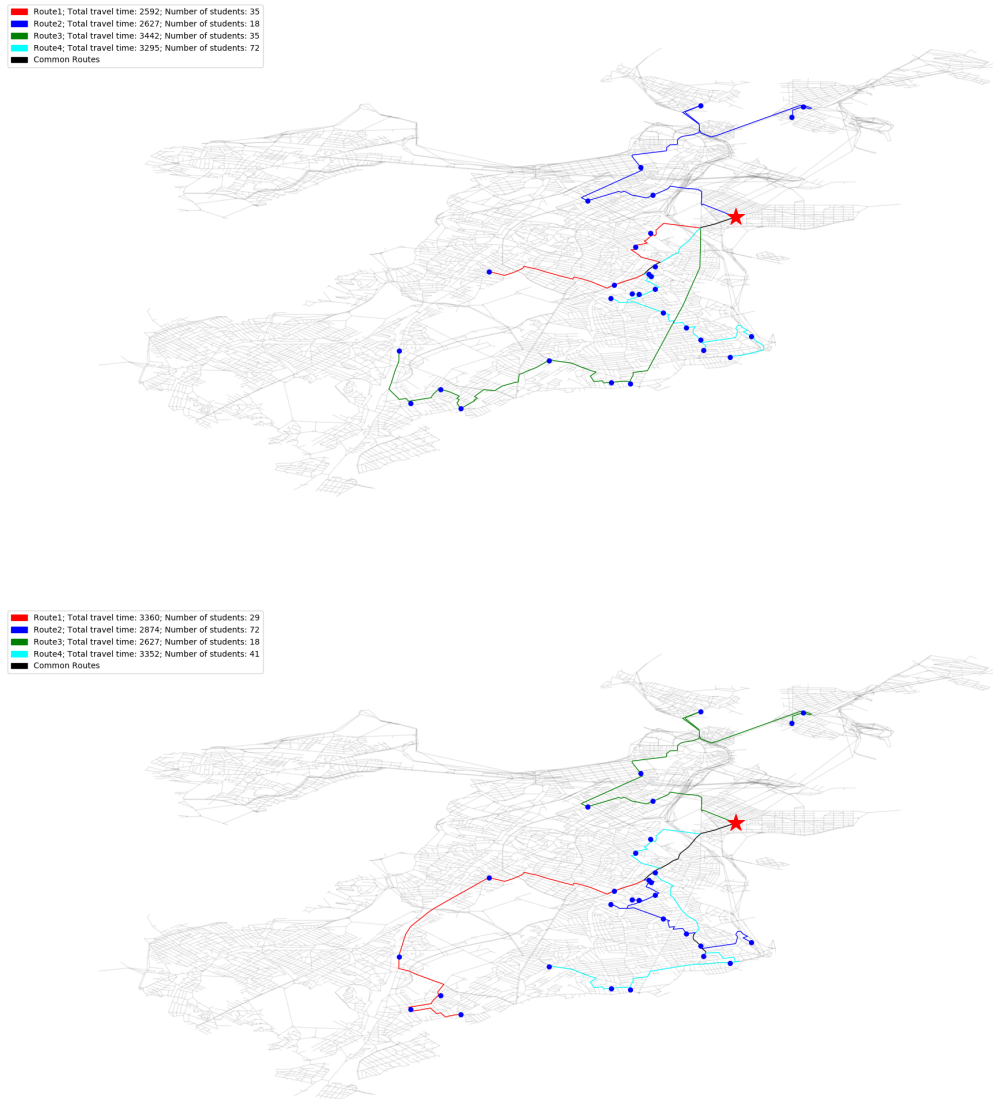 Route1; Total travel time: 2592; Number of students: 35
Route2; Total travel time: 2627; Number of students: 18
Route3; Total travel time: 3442; Number of students: 35
Route4; Total travel time: 3295; Number of students: 72
Common Routes
Route1; Total travel time: 3360; Number of students: 29
Route2; Total travel time: 2874; Number of students: 72
Route3; Total travel time: 2627; Number of students: 18
Route4; Total travel time: 3352; Number of students: 41
Common Routes